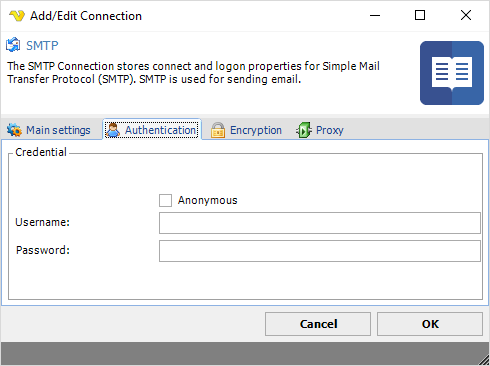 Add/Edit Connection
SMTP
The SMTP Connection stores connect and logon properties for Simple Mail
Transfer Protocol (SMTP). SMTP is used for sending email.
Main settings Authentication Encryption Proxy
Credential
Anonymous
Username:
Password:
Cancel OK